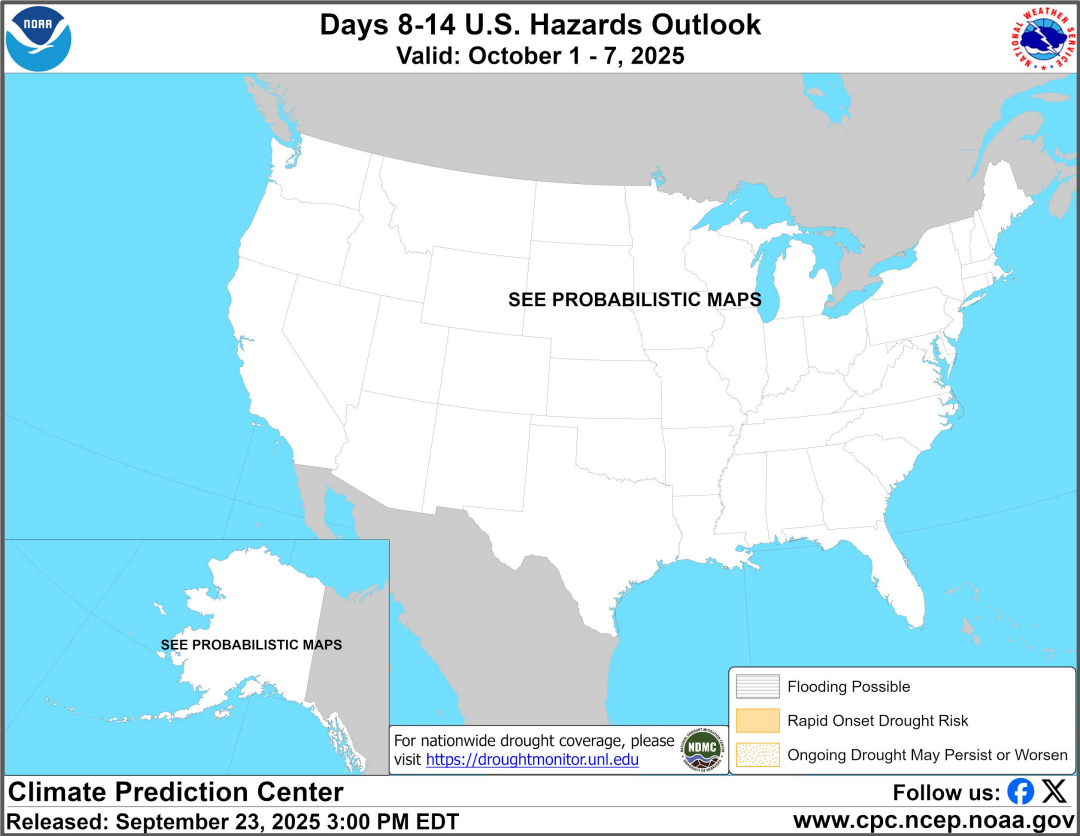 NOAA
Days 8-14 U.S. Hazards Outlook
Valid: October 1 - 7, 2025
NATIONAL WEATHER SERVICE
SEE PROBABILISTIC MAPS
SEE PROBABILISTIC MAPS
Flooding Possible
Rapid Onset Drought Risk
Ongoing Drought May Persist or Worsen
For nationwide drought coverage, please
visit https://droughtmonitor.unl.edu
NDMC
Climate Prediction Center
Follow us:
Released: September 23, 2025 3:00 PM EDT
www.cpc.ncep.noaa.gov